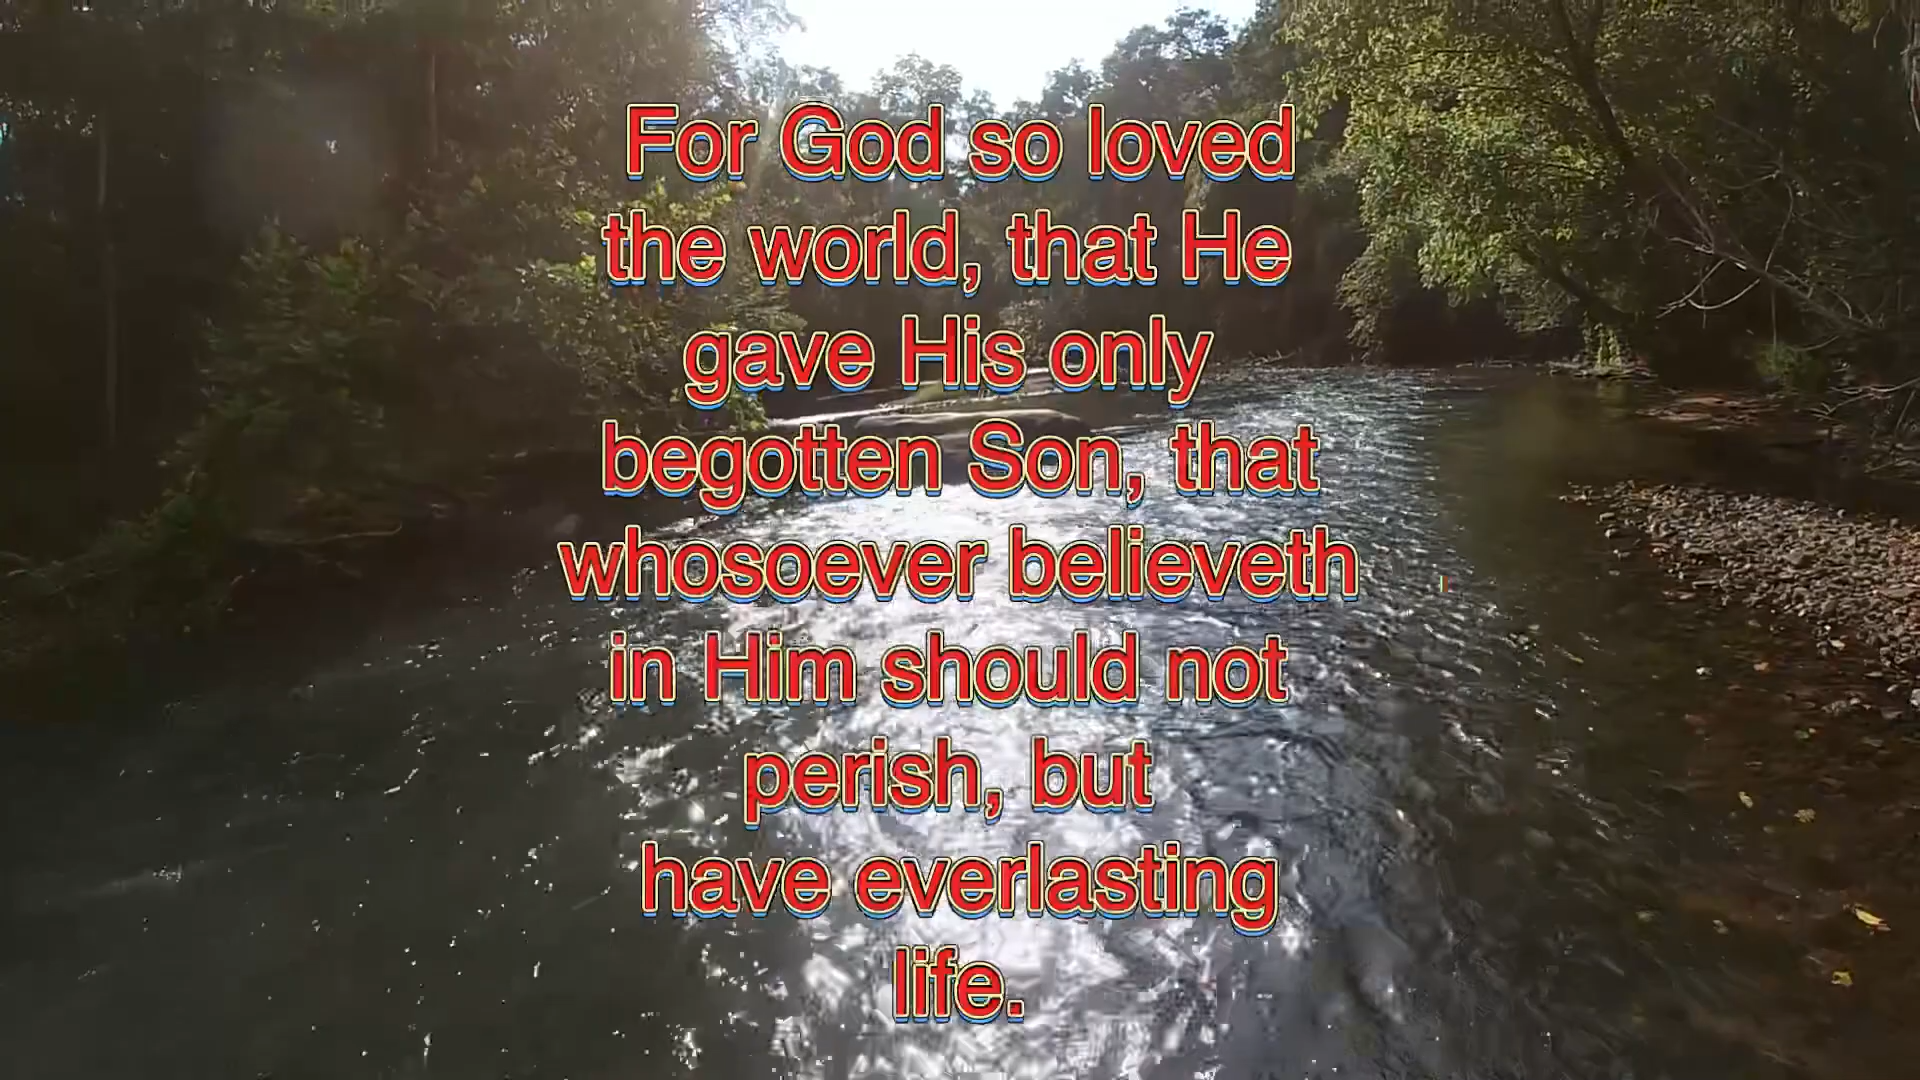 For God so loved
the world, that He
gave His only
begotten Son, that
whosoever believeth
in Him should not
perish, but
have everlasting
life.